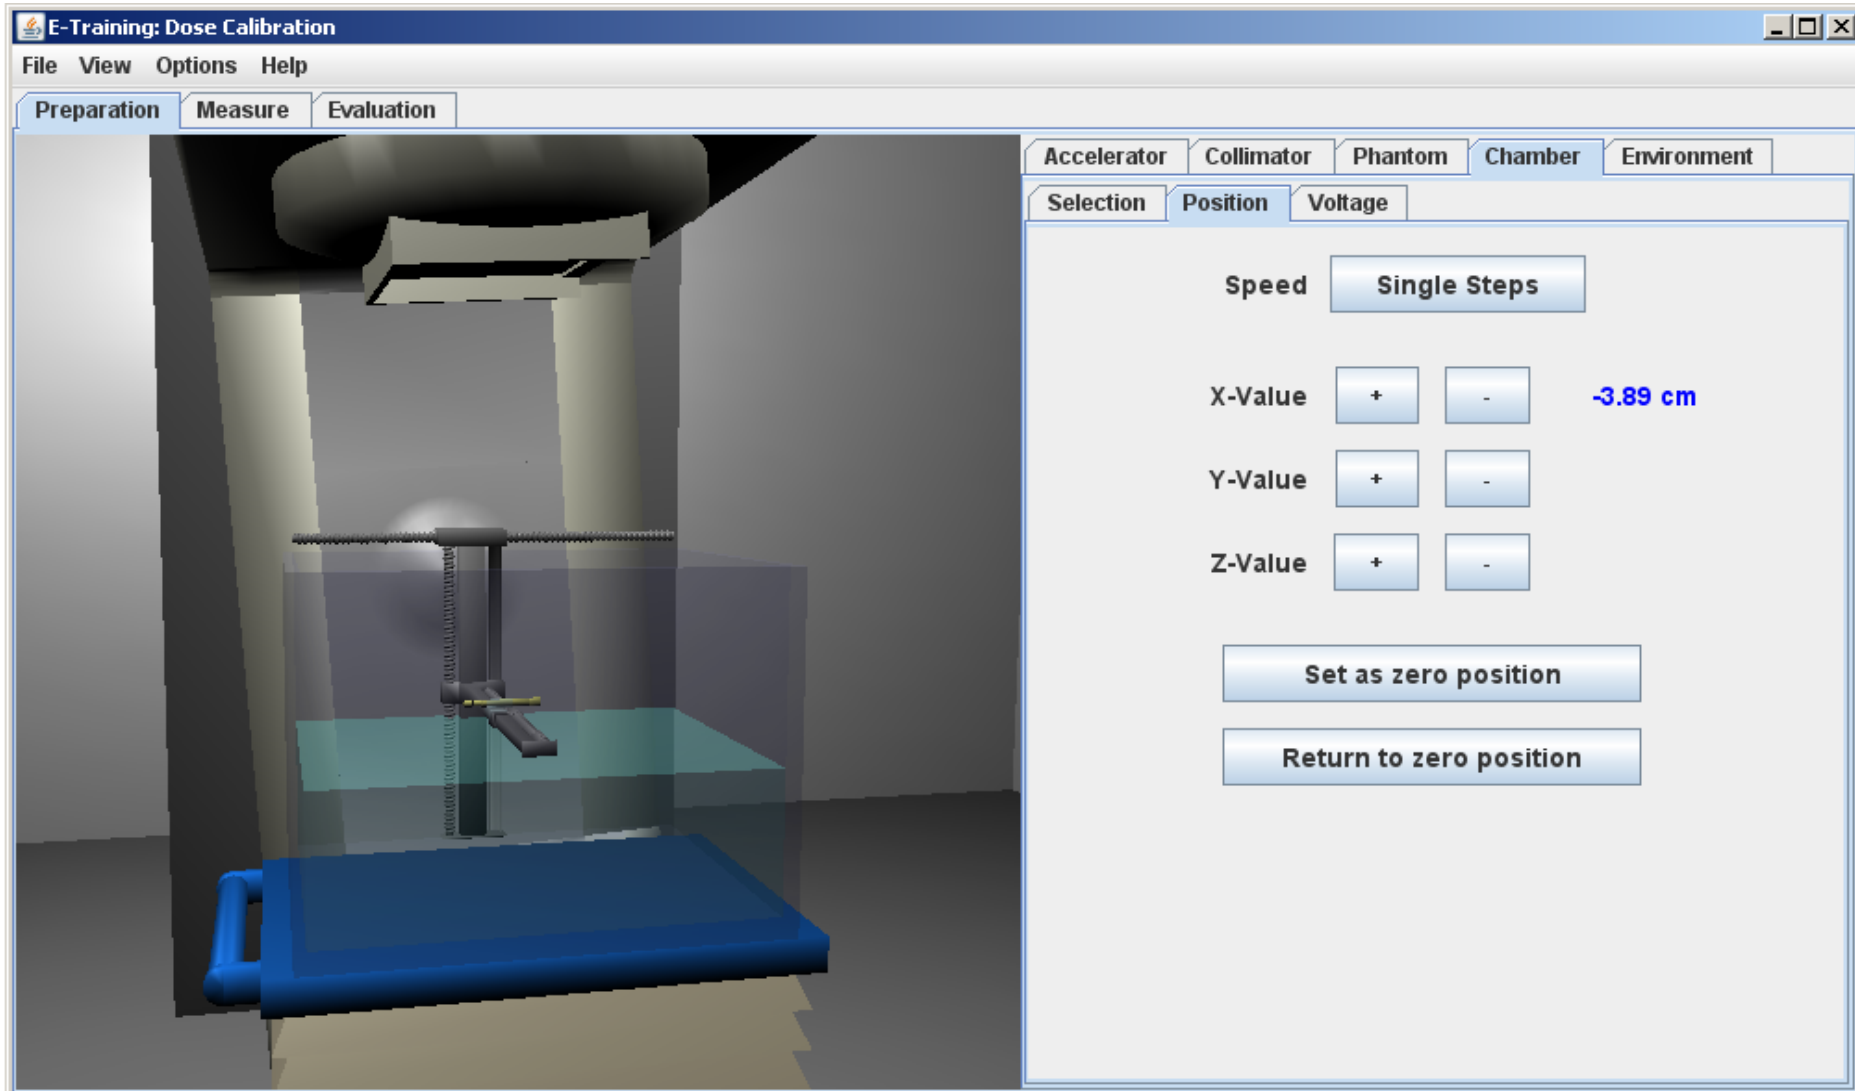 E-Training: Dose Calibration
File View Options Help
Preparation Measure Evaluation
Accelerator Collimator Phantom Chamber Environment
Selection Position Voltage
Speed Single Steps
X-Value + - -3.89 cm
Y-Value + -
Z-Value + -
Set as zero position
Return to zero position